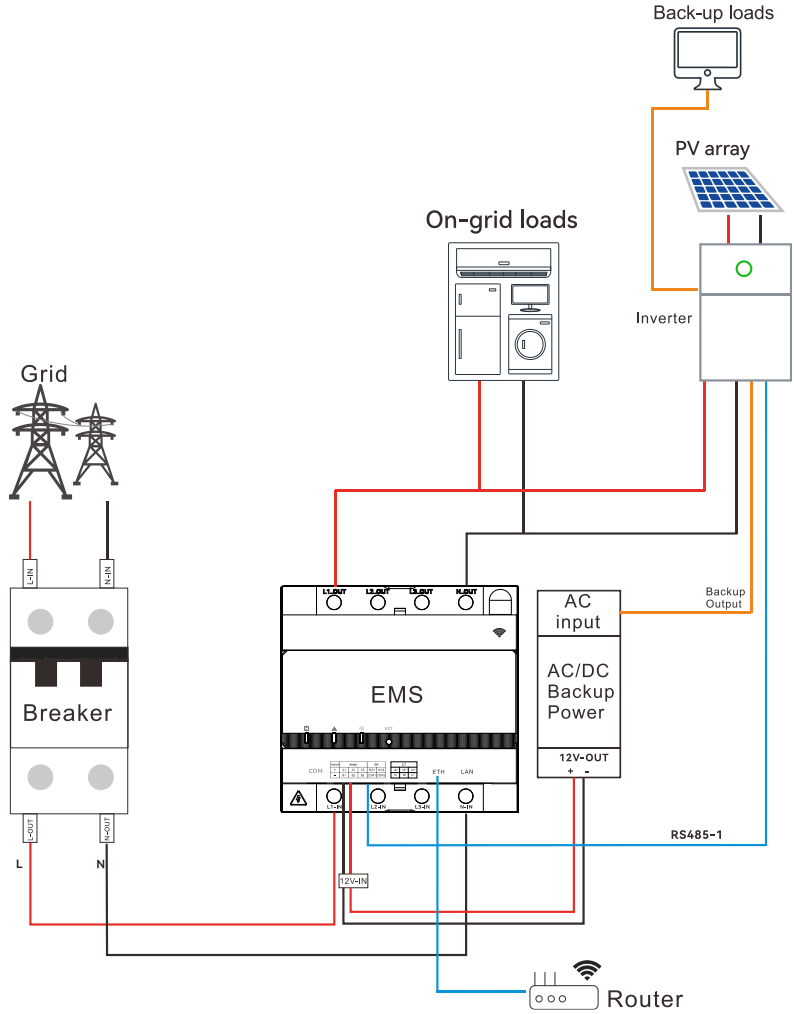 Back-up loads
PV array
On-grid loads
Inverter
Grid
L-IN
N-IN
L1_OUT
L2_OUT
L3_OUT
N_OUT
AC
input
Backup
Output
EMS
AC/DC
Backup
Power
Breaker
RST
12V-OUT
+ -
COM
ETH
LAN
L1-IN
L2-IN
L3-IN
N-IN
L-OUT
N-OUT
RS485-1
L
N
12V-IN
Router